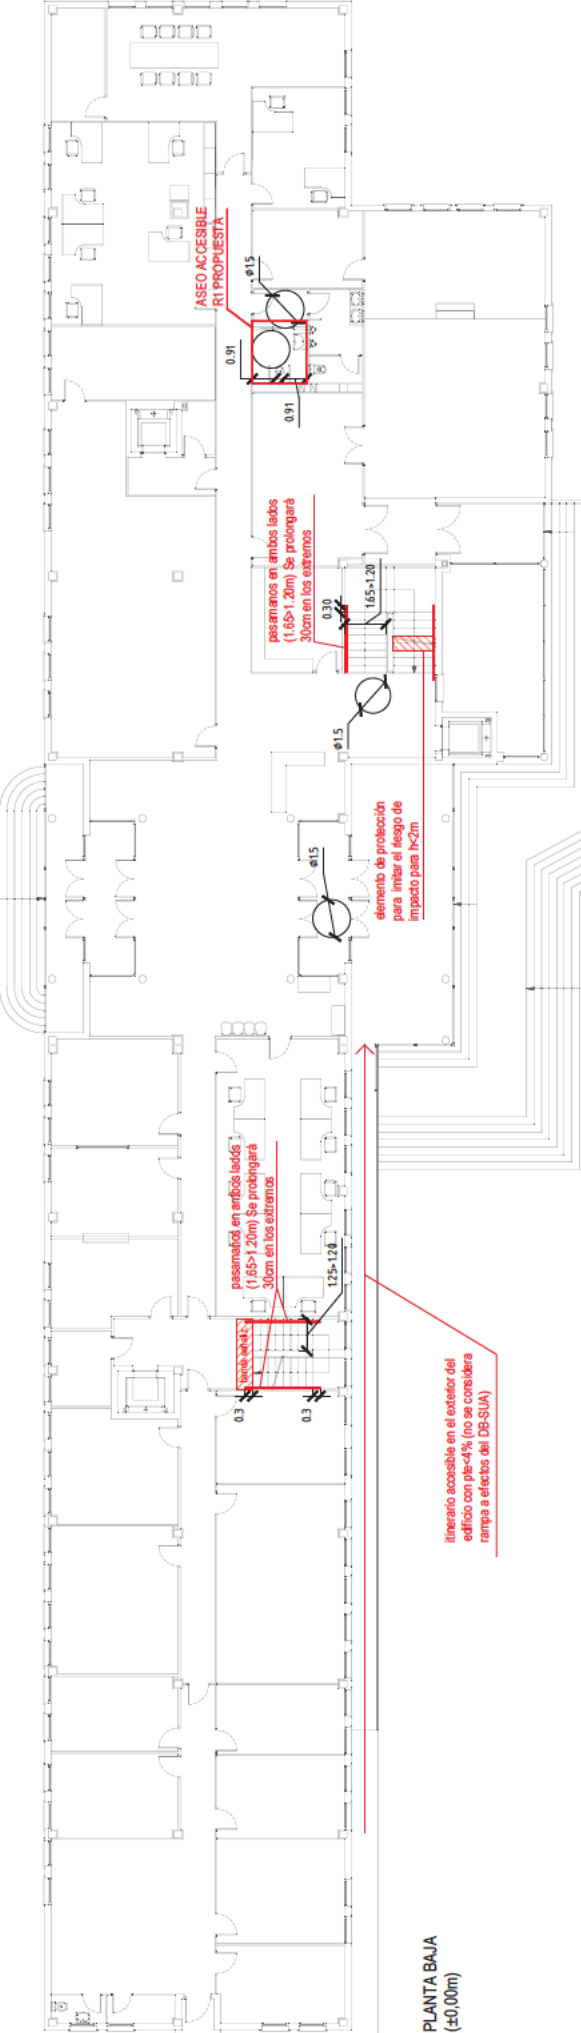 ASEO ACCESIBLE
R1 PROPUESTA
ø1.5
0.91
0.91
pasamanos en ambos lados
(1.65>1.20m) Se prolongará
30cm en los extremos
0.30
1.65>1.20
ø1.5
elemento de protección
para limitar el riesgo de
impacto para h<2m
ø1.5
pasamanos en ambos lados
(1.65>1.20m) Se prolongará
30cm en los extremos
1.25>1.20
0.3
0.3
itinerario accesible en el exterior del
edificio con pte<4% (no se considera
rampa a efectos del DB-SUA)
PLANTA BAJA
(±0,00m)